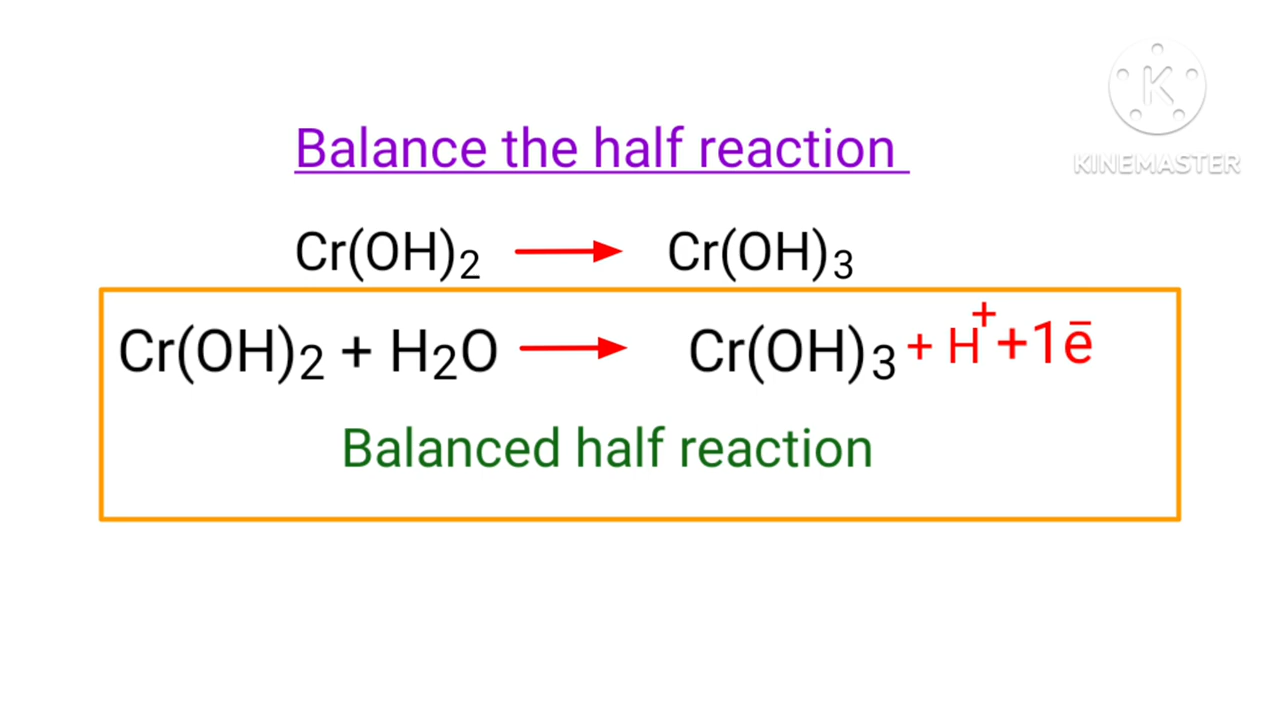 K
KINEMASTER
Balance the half reaction
Cr(OH)₂ → Cr(OH)₃
Cr(OH)₂ + H₂O → Cr(OH)₃ + H⁺ +1ē
Balanced half reaction